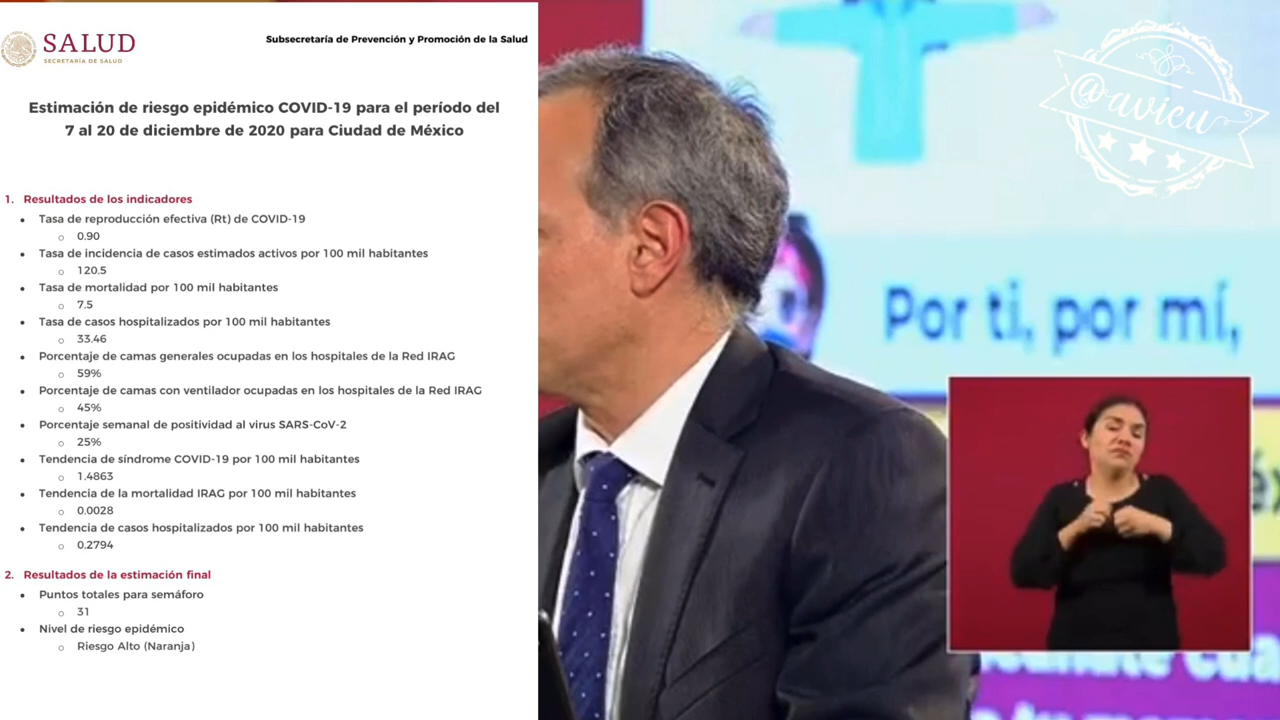 SALUD
SECRETARÍA DE SALUD
Subsecretaría de Prevención y Promoción de la Salud
Estimación de riesgo epidémico COVID-19 para el período del
7 al 20 de diciembre de 2020 para Ciudad de México
1. Resultados de los indicadores
• Tasa de reproducción efectiva (Rt) de COVID-19
○ 0.90
• Tasa de incidencia de casos estimados activos por 100 mil habitantes
○ 120.5
• Tasa de mortalidad por 100 mil habitantes
○ 7.5
• Tasa de casos hospitalizados por 100 mil habitantes
○ 33.46
• Porcentaje de camas generales ocupadas en los hospitales de la Red IRAG
○ 59%
• Porcentaje de camas con ventilador ocupadas en los hospitales de la Red IRAG
○ 45%
• Porcentaje semanal de positividad al virus SARS-CoV-2
○ 25%
• Tendencia de síndrome COVID-19 por 100 mil habitantes
○ 1.4863
• Tendencia de la mortalidad IRAG por 100 mil habitantes
○ 0.0028
• Tendencia de casos hospitalizados por 100 mil habitantes
○ 0.2794
2. Resultados de la estimación final
• Puntos totales para semáforo
○ 31
• Nivel de riesgo epidémico
○ Riesgo Alto (Naranja)
@avicu
Por ti, por mí,